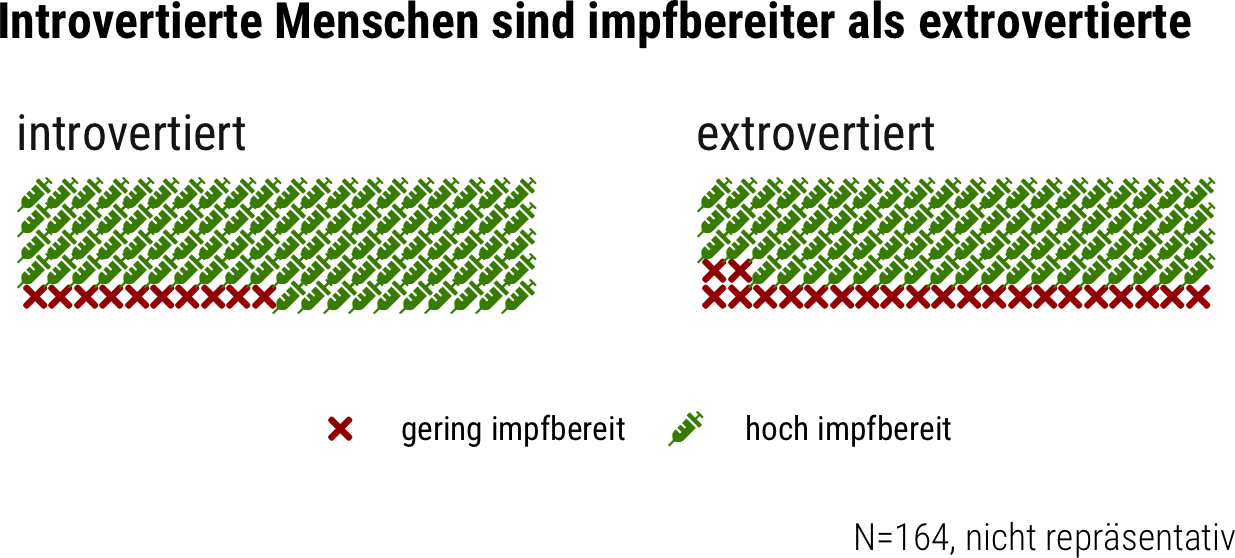 Introvertierte Menschen sind impfbereiter als extrovertierte
introvertiert
extrovertiert
gering impfbereit
hoch impfbereit
N=164, nicht repräsentativ